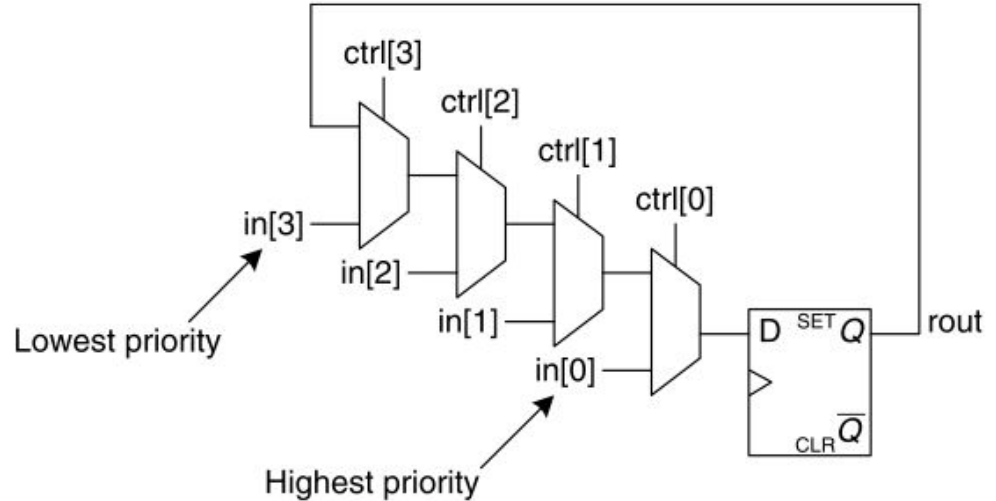 ctrl[3]
ctrl[2]
ctrl[1]
ctrl[0]
in[3]
in[2]
in[1]
in[0]
Lowest priority
Highest priority
D SET Q
CLR Q̅
rout